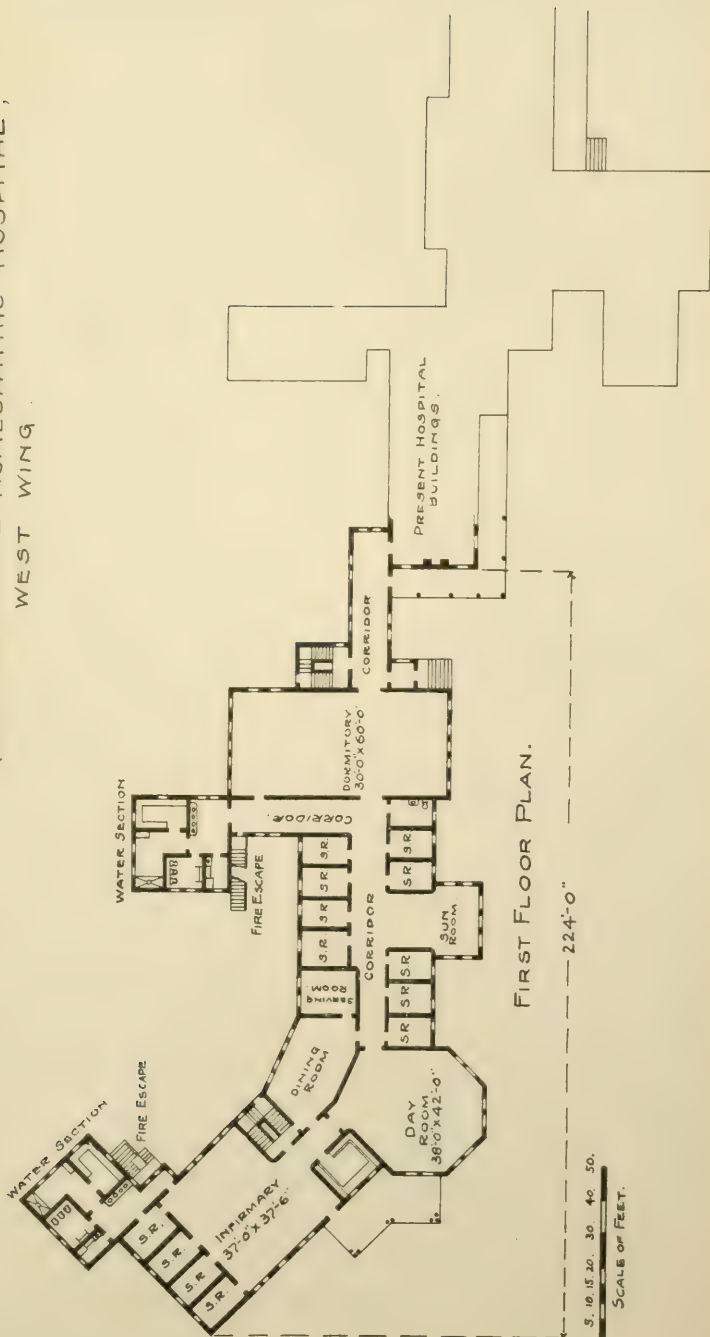 HOSPITAL,
WEST WING
WATER SECTION
FIRE ESCAPE
WATER SECTION
FIRE ESCAPE
CORRIDOR.
DORMITORY
30'-0" X 60'-0"
CORRIDOR
PRESENT HOSPITAL
BUILDINGS.
S.R.
S.R.
S.R.
S.R.
SERVING
ROOM
DINING
ROOM
CORRIDOR
S.R.
S.R.
SUN
ROOM
S.R.
S.R.
S.R.
DAY
ROOM
38'-0" X 42'-0"
INFIRMARY
37'-0" X 37'-6"
S.R.
S.R.
S.R.
S.R.
FIRST FLOOR PLAN.
224'-0"
5. 10. 15. 20. 30 40. 50.
SCALE OF FEET.